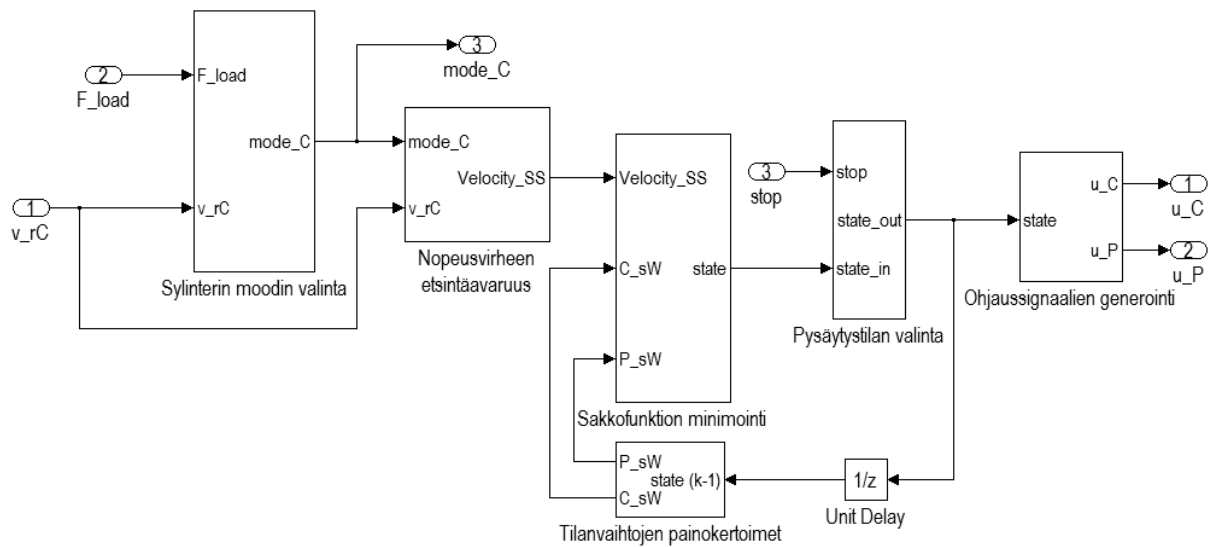 3
mode_C
2
F_load
F_load
mode_C
v_rC
1
v_rC
Sylinterin moodin valinta
mode_C
Velocity_SS
v_rC
Nopeusvirheen
etsintäavaruus
Velocity_SS
C_sW
state
P_sW
Sakkofunktion minimointi
3
stop
stop
state_out
state_in
Pysäytystilan valinta
state
u_C
u_P
Ohjaussignaalien generointi
1
u_C
2
u_P
P_sW
state (k-1)
C_sW
Tilanvaihtojen painokertoimet
1/z
Unit Delay